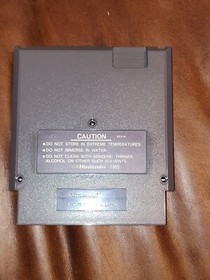 CAUTION
•DO NOT STORE IN EXTREME TEMPERATURES.
•DO NOT IMMERSE IN WATER.
•DO NOT CLEAN WITH BENZENE, THINNER,
ALCOHOL OR OTHER SUCH SOLVENTS.
Nintendo 1985